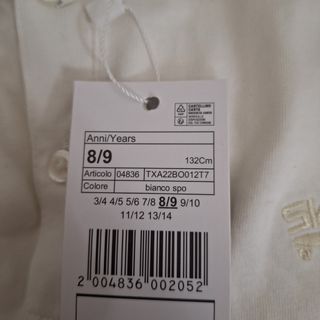 CARTELLINO
CARTA
Anni/Years
8/9
132Cm
Articolo 04836 TXA22BO012T7
Colore bianco spo
3/4 4/5 5/6 7/8 8/9 9/10
11/12 13/14
2 004836 002052